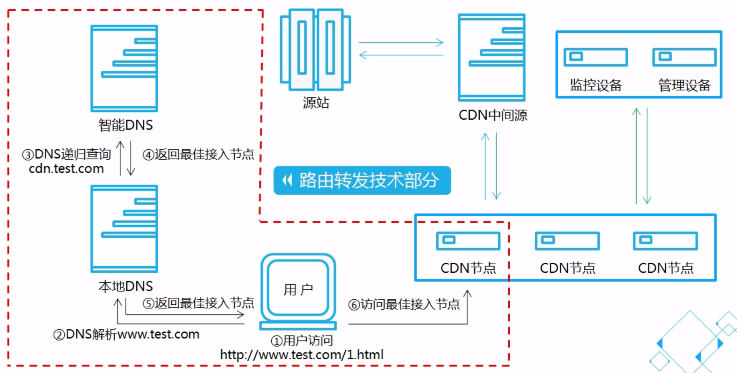 智能DNS
③DNS递归查询
cdn.test.com
④返回最佳接入节点
本地DNS
⑤返回最佳接入节点
②DNS解析www.test.com
用户
①用户访问
http://www.test.com/1.html
⑥访问最佳接入节点
源站
CDN中间源
监控设备
管理设备
路由转发技术部分
CDN节点
CDN节点
CDN节点